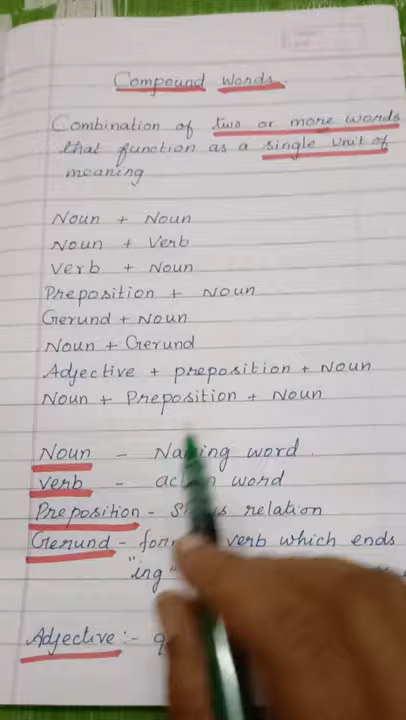 Compound Words.
Combination of two or more words
that function as a single unit of
meaning
Noun + Noun
Noun + Verb
Verb + Noun
Preposition + Noun
Gerund + Noun
Noun + Gerund
Adjective + preposition + Noun
Noun + Preposition + Noun
Noun - Naming word.
Verb - word
Preposition - relation
Gerund - verb which ends
"ing"
Adjective :-